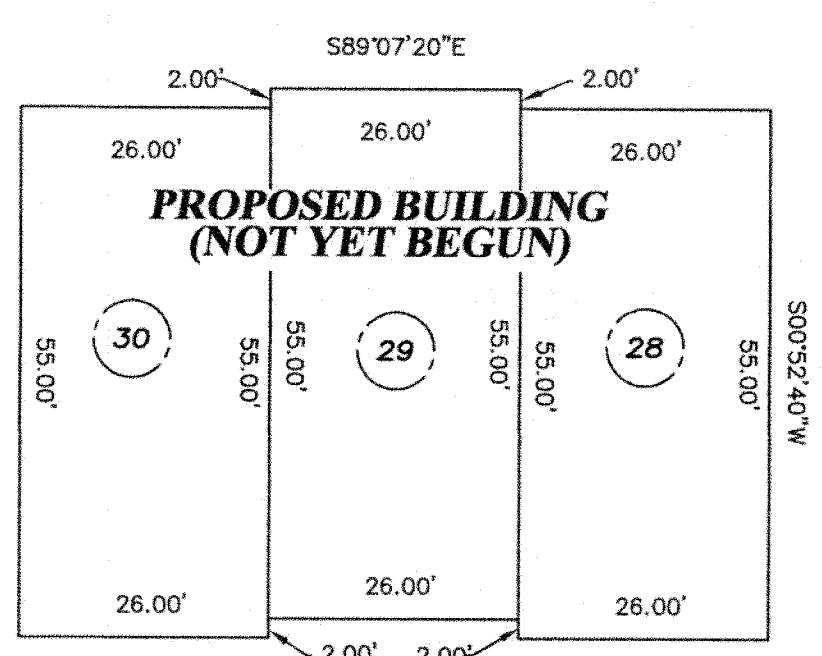 S89°07'20"E
2.00' 2.00'
26.00' 26.00' 26.00'
PROPOSED BUILDING
(NOT YET BEGUN)
30 29 28
55.00' 55.00' 55.00' 55.00' 55.00' 55.00'
S00°52'40"W
26.00' 26.00' 26.00'
2.00' 2.00'